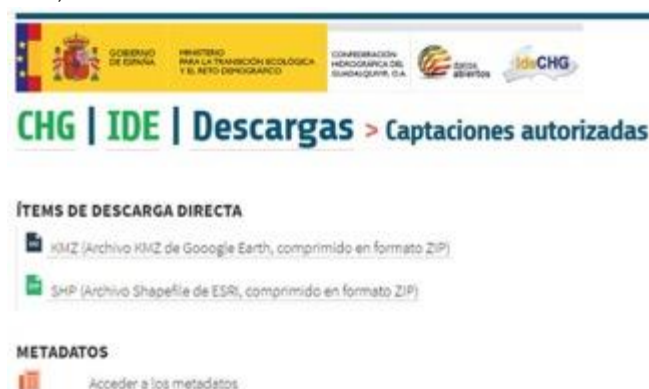 GOBIERNO
DE ESPAÑA
MINISTERIO
PARA LA TRANSICIÓN ECOLÓGICA
Y EL RETO DEMOGRÁFICO
CONFEDERACIÓN
HIDROGRÁFICA DEL
GUADALQUIVIR, O.A.
datos
abiertos
ideCHG
CHG | IDE | Descargas > Captaciones autorizadas
ÍTEMS DE DESCARGA DIRECTA
KMZ (Archivo KMZ de Gooogle Earth, comprimido en formato ZIP)
SHP (Archivo Shapefile de ESRI, comprimido en formato ZIP)
METADATOS
Acceder a los metadatos